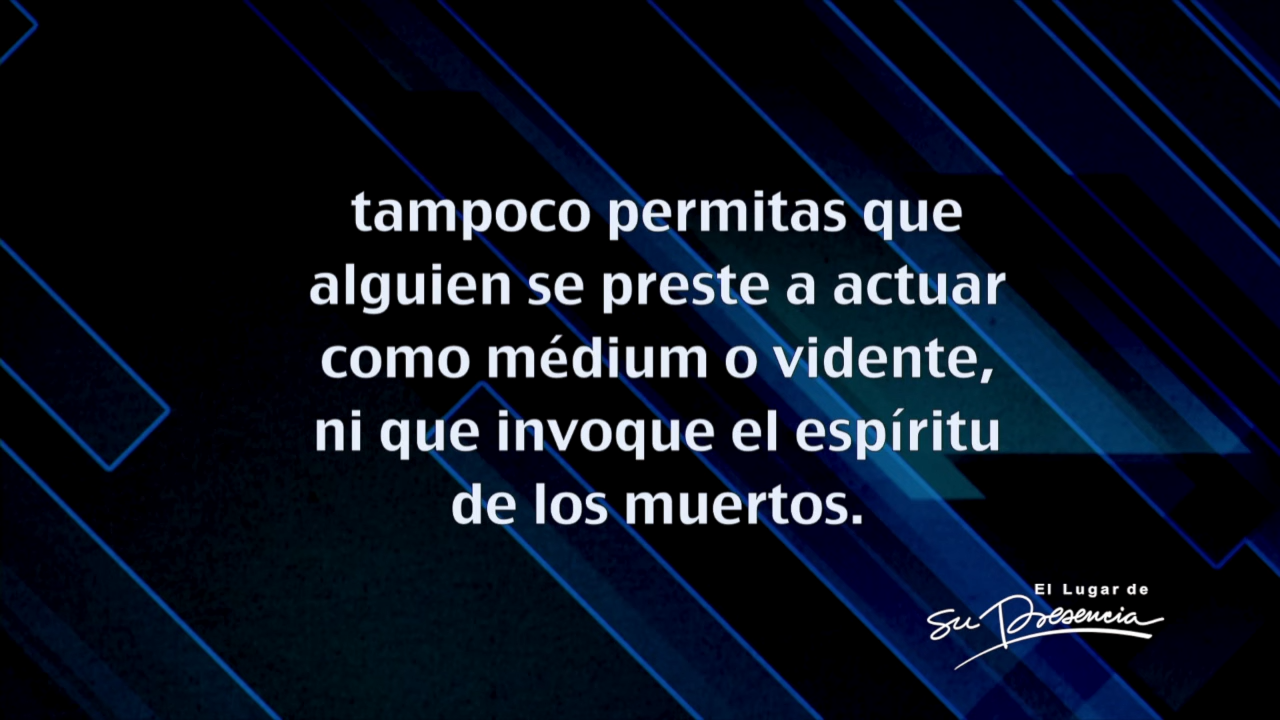 tampoco permitas que
alguien se preste a actuar
como médium o vidente,
ni que invoque el espíritu
de los muertos.
El Lugar de
Su Presencia